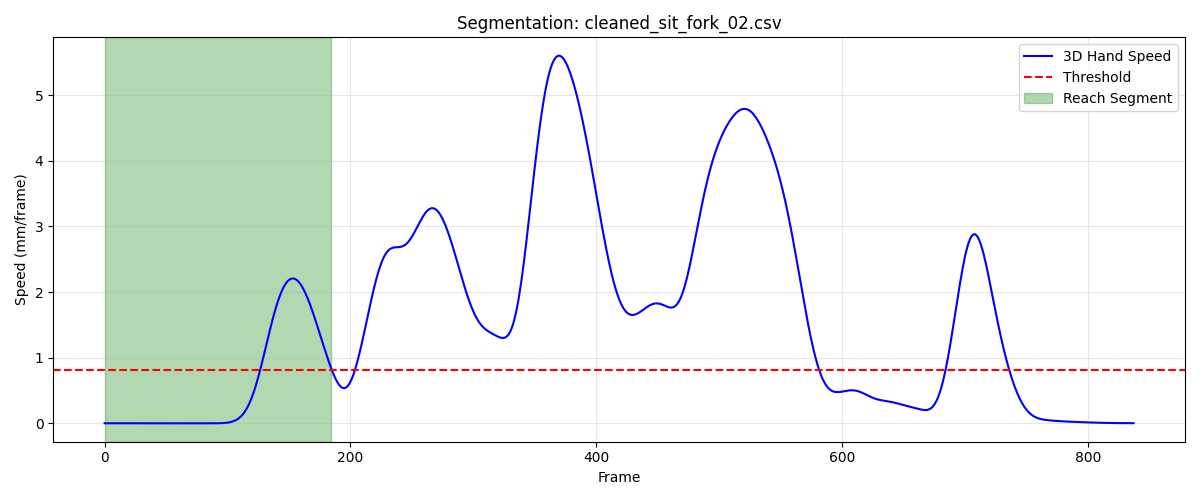 Segmentation: cleaned_sit_fork_02.csv
3D Hand Speed
Threshold
Reach Segment
Speed (mm/frame)
5
4
3
2
1
0
0 200 400 600 800
Frame